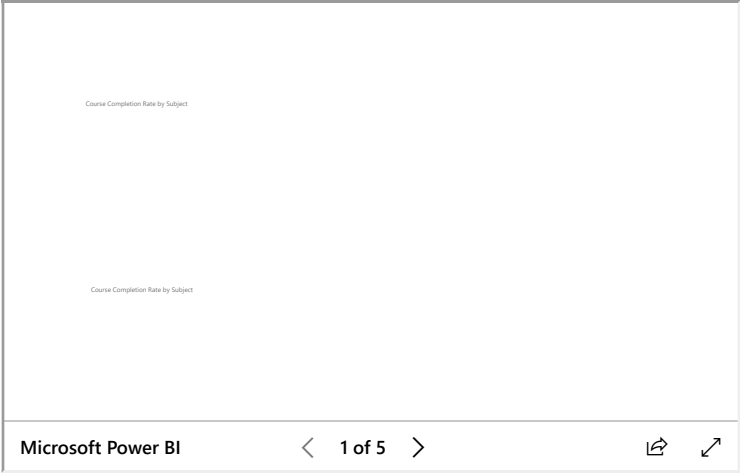 Course Completion Rate by Subject
Course Completion Rate by Subject
Microsoft Power BI
1 of 5